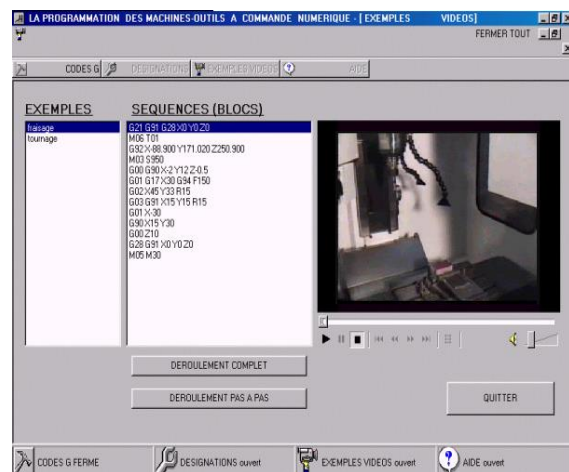 LA PROGRAMMATION DES MACHINES-OUTILS A COMMANDE NUMERIQUE - [EXEMPLES VIDEOS]
FERMER TOUT
CODES G DESIGNATIONS EXEMPLES VIDEOS AIDE
EXEMPLES
fraisage
tournage
SEQUENCES (BLOCS)
G21 G91 G28 X0 Y0 Z0
M06 T01
G92 X-88.900 Y171.020 Z250.900
M03 S950
G00 G90 X-2 Y12 Z-0.5
G01 G17 X30 G94 F150
G02 X45 Y33 R15
G03 G91 X15 Y15 R15
G01 X-30
G90 X15 Y30
G00 Z10
G28 G91 X0 Y0 Z0
M05 M30
DEROULEMENT COMPLET
DEROULEMENT PAS A PAS
QUITTER
CODES G FERME DESIGNATIONS ouvert EXEMPLES VIDEOS ouvert AIDE ouvert